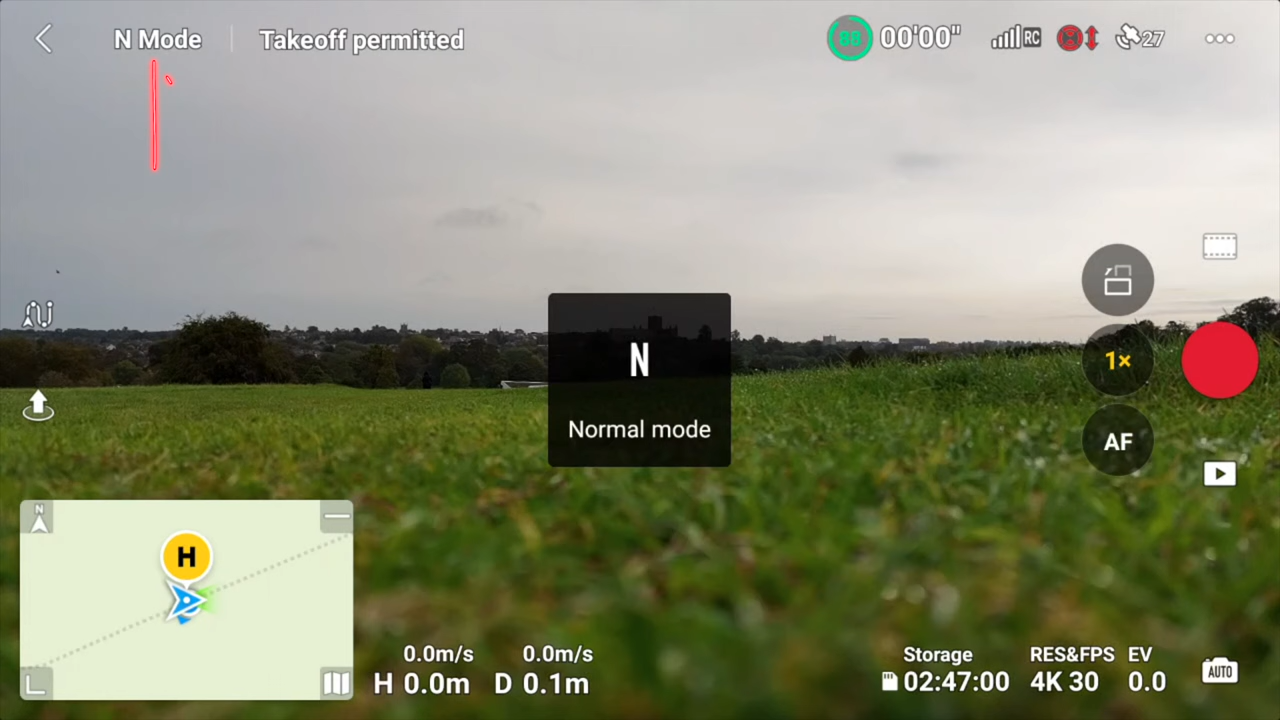 N Mode
Takeoff permitted
88
00'00"
RC
27
N
Normal mode
1×
AF
N
H
0.0m/s
0.0m/s
H 0.0m
D 0.1m
Storage
02:47:00
RES&FPS
4K 30
EV
0.0
AUTO